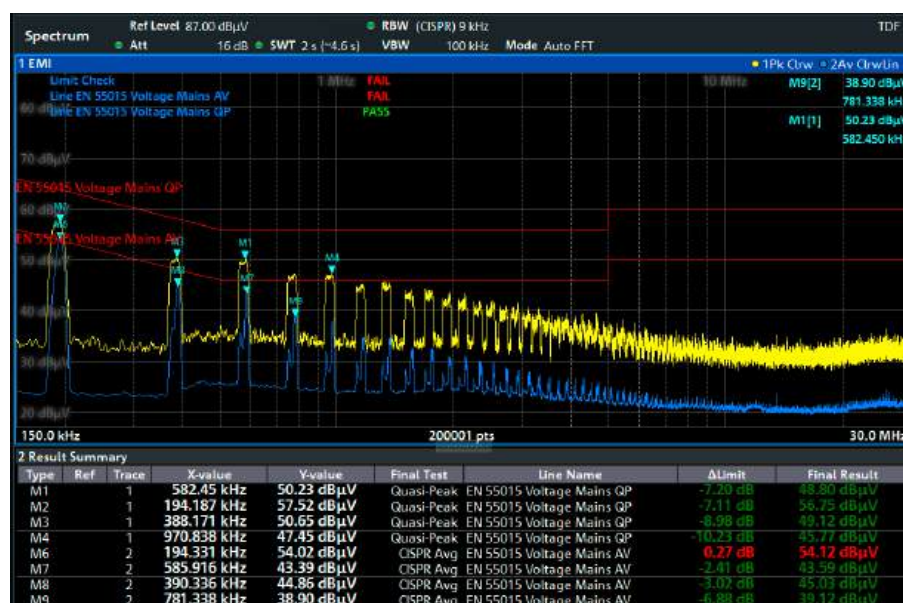 Spectrum
Ref Level 87.00 dBµV
RBW (CISPR) 9 kHz
TDF
Att 16 dB SWT 2 s (~4.6 s) VBW 100 kHz Mode Auto FFT
1 EMI
1Pk Clrw 2Av ClrwLin
Limit Check 1 MHz FAIL 10 MHz M9[2] 38.90 dBµV
Line EN 55015 Voltage Mains AV FAIL 781.338 kH
80 dBµV Line EN 55015 Voltage Mains QP PASS M1[1] 50.23 dBµV
582.450 kH
70 dBµV
EN 55015 Voltage Mains QP
60 dBµV
M6
EN 55015 Voltage Mains AV
M3
M1
50 dBµV
M4
M8
M7
M9
40 dBµV
30 dBµV
20 dBµV
150.0 kHz 200001 pts 30.0 MHz
2 Result Summary
Type Ref Trace X-value Y-value Final Test Line Name ΔLimit Final Result
M1 1 582.45 kHz 50.23 dBµV Quasi-Peak EN 55015 Voltage Mains QP -7.20 dB 48.80 dBµV
M2 1 194.187 kHz 57.52 dBµV Quasi-Peak EN 55015 Voltage Mains QP -7.11 dB 56.75 dBµV
M3 1 388.171 kHz 50.65 dBµV Quasi-Peak EN 55015 Voltage Mains QP -8.98 dB 49.12 dBµV
M4 1 970.838 kHz 47.45 dBµV Quasi-Peak EN 55015 Voltage Mains QP -10.23 dB 45.77 dBµV
M6 2 194.331 kHz 54.02 dBµV CISPR Avg EN 55015 Voltage Mains AV 0.27 dB 54.12 dBµV
M7 2 585.916 kHz 43.39 dBµV CISPR Avg EN 55015 Voltage Mains AV -2.41 dB 43.59 dBµV
M8 2 390.336 kHz 44.86 dBµV CISPR Avg EN 55015 Voltage Mains AV -3.02 dB 45.03 dBµV
M9 2 781.338 kHz 38.90 dBµV CISPR Avg EN 55015 Voltage Mains AV -6.88 dB 39.12 dBµV